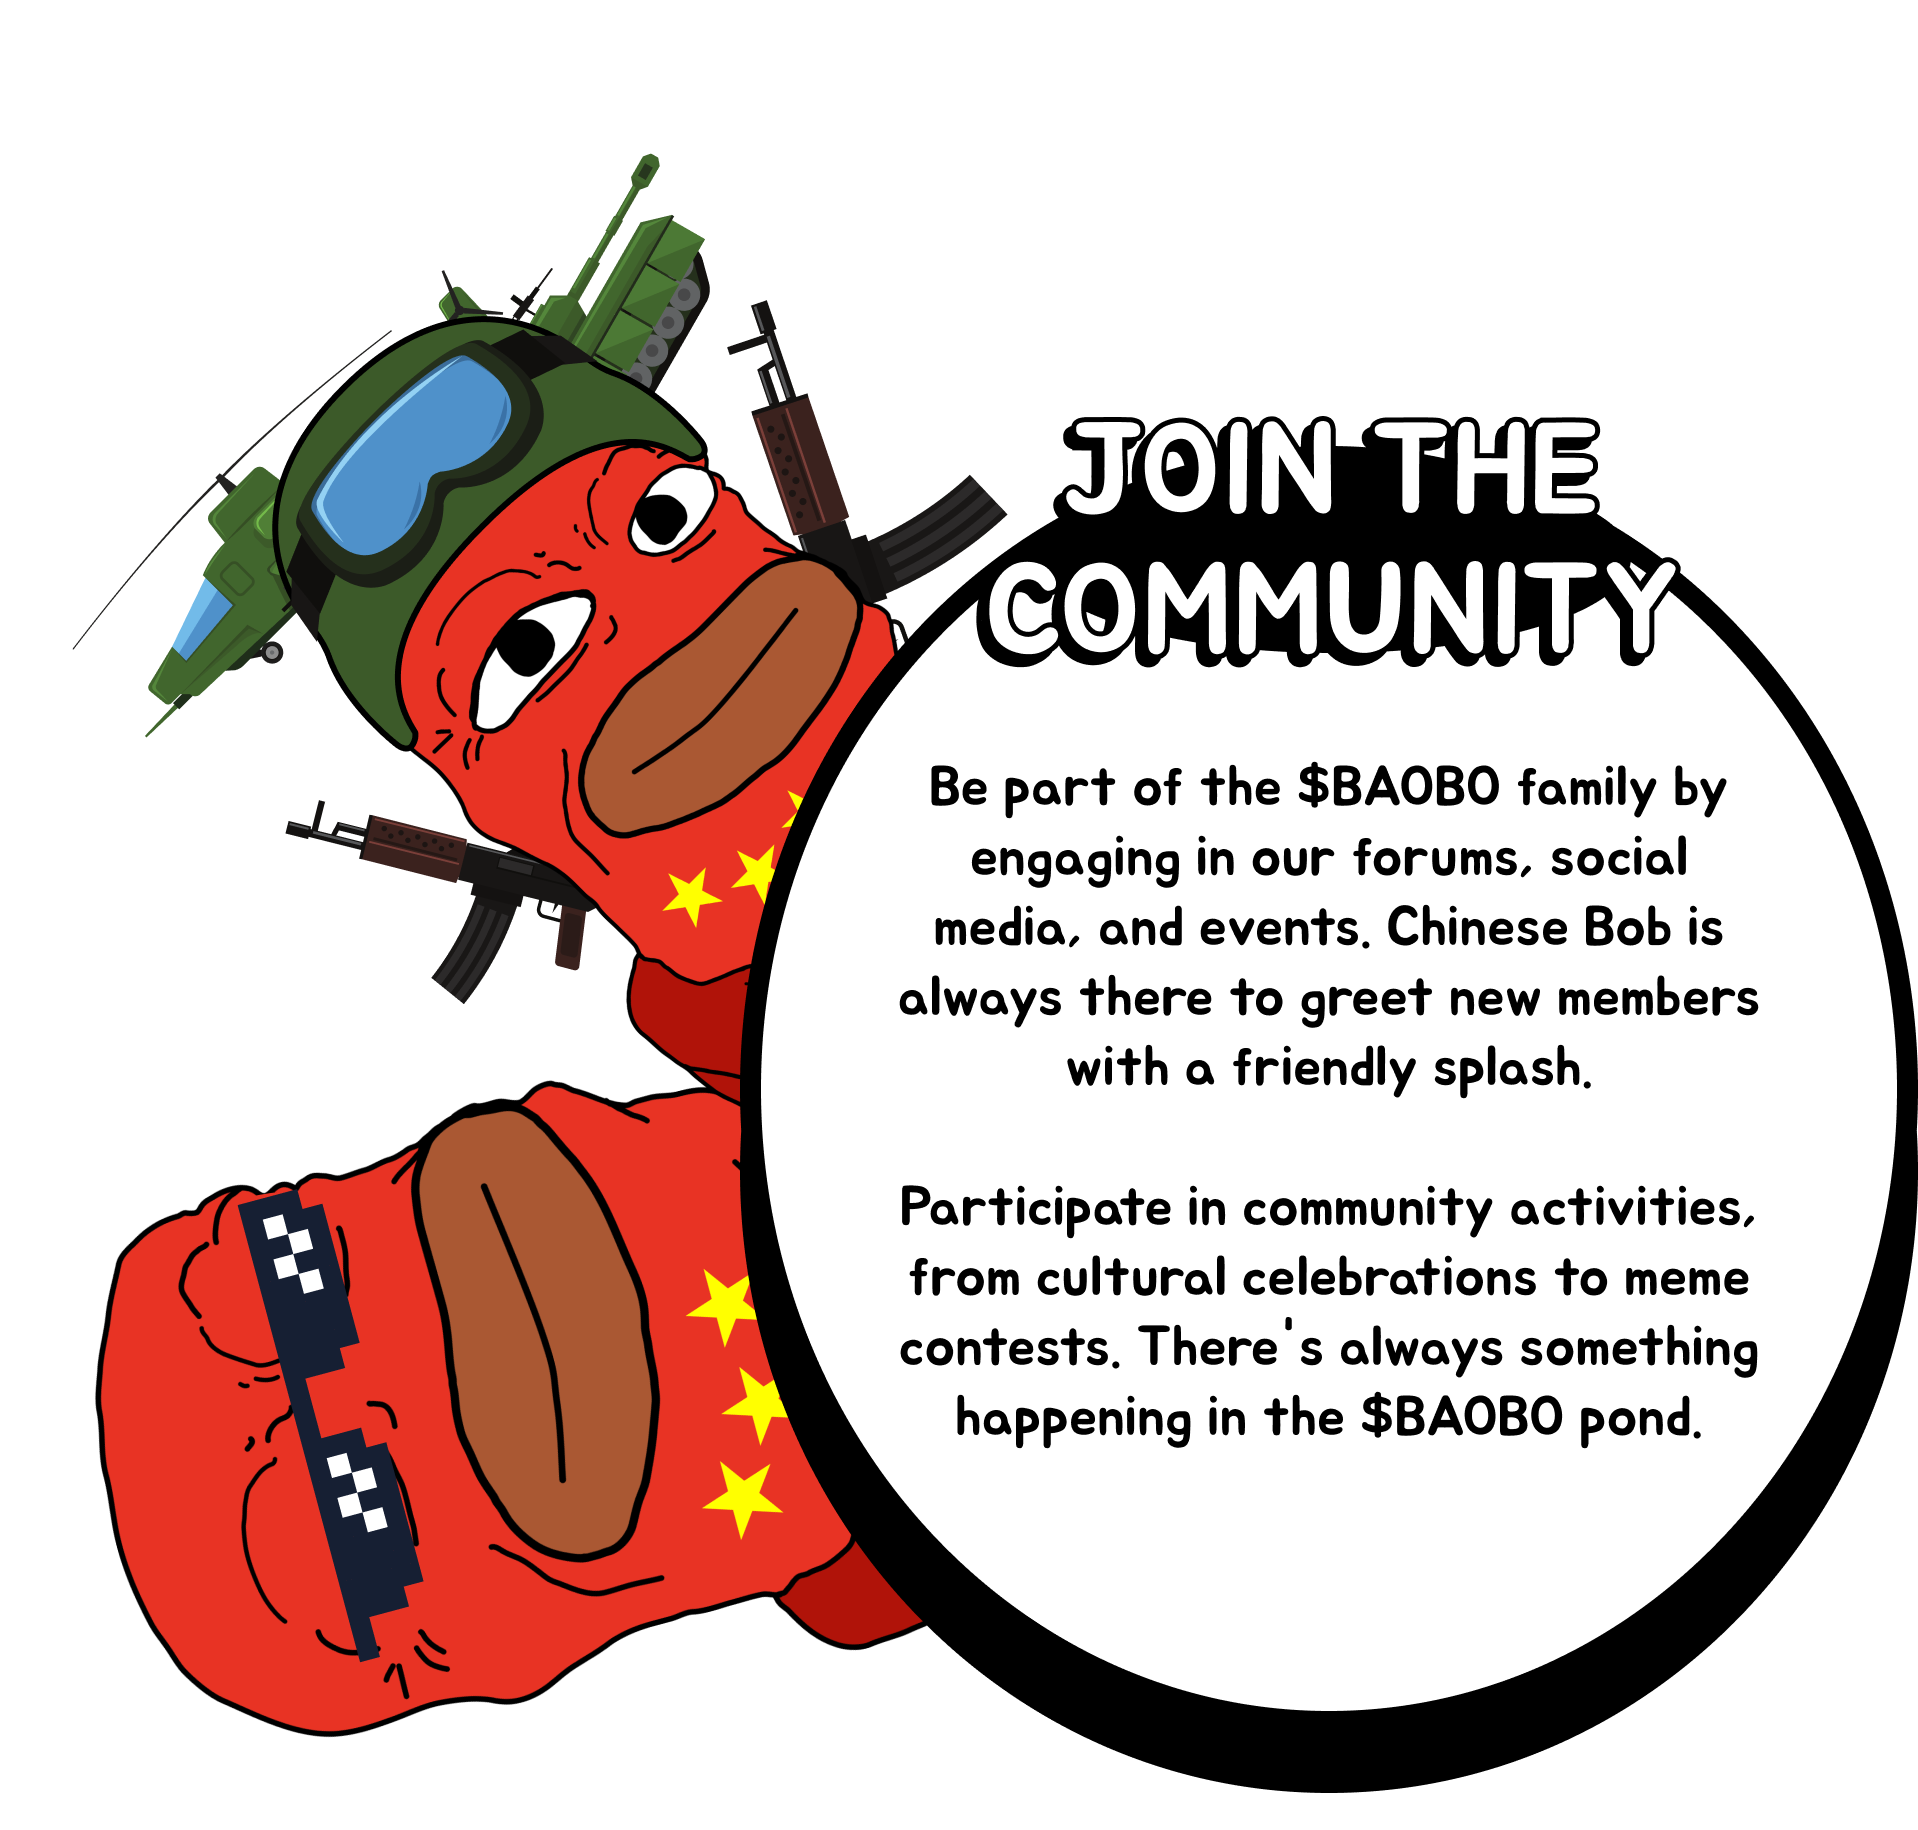 JOIN THE
COMMUNITY
Be part of the $BAOBO family by
engaging in our forums, social
media, and events. Chinese Bob is
always there to greet new members
with a friendly splash.
Participate in community activities,
from cultural celebrations to meme
contests. There's always something
happening in the $BAOBO pond.